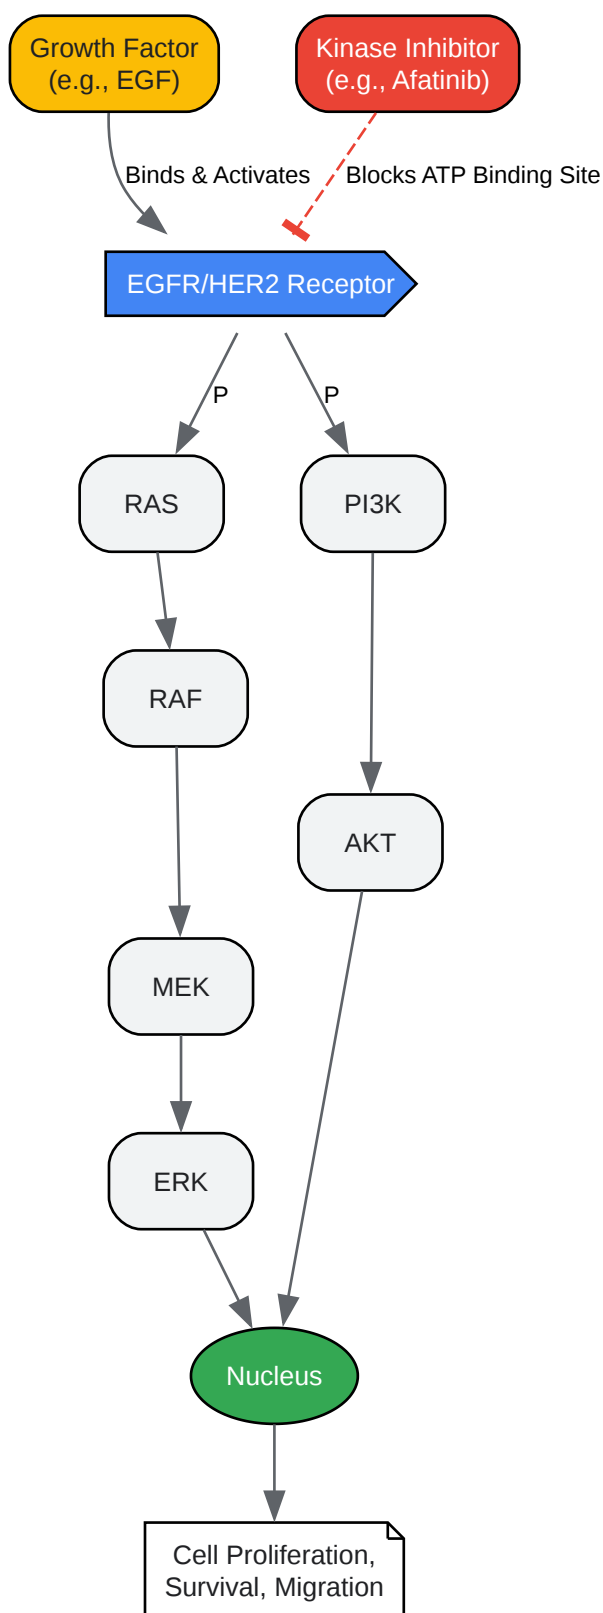 Growth Factor
(e.g., EGF)
Kinase Inhibitor
(e.g., Afatinib)
Binds & Activates
Blocks ATP Binding Site
EGFR/HER2 Receptor
P
P
RAS
PI3K
RAF
AKT
MEK
ERK
Nucleus
Cell Proliferation,
Survival, Migration